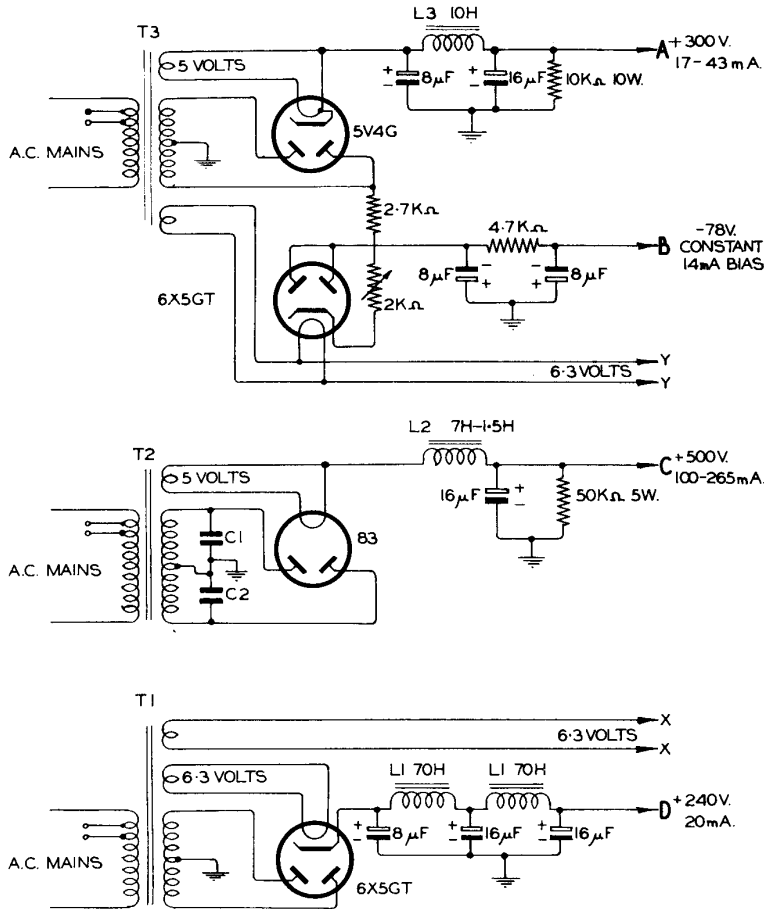 L3 10H
T3
5 VOLTS
8µF
16µF
10KΩ 10W.
A +300V.
17-43mA.
A.C. MAINS
5V4G
2·7KΩ
4·7KΩ
B -78V.
CONSTANT
14mA BIAS
8µF
8µF
6X5GT
2KΩ
Y
6·3 VOLTS
Y
L2 7H-1·5H
T2
5 VOLTS
C +500V.
100-265mA.
16µF
50KΩ 5W.
C1
83
A.C. MAINS
C2
T1
X
6·3 VOLTS
X
6·3 VOLTS
L1 70H
L1 70H
D +240V.
20mA.
8µF
16µF
16µF
A.C. MAINS
6X5GT